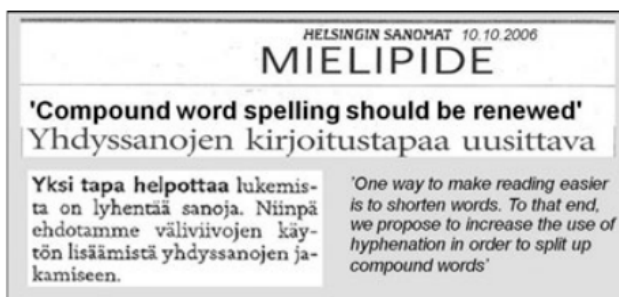 HELSINGIN SANOMAT 10.10.2006
MIELIPIDE
'Compound word spelling should be renewed'
Yhdyssanojen kirjoitustapaa uusittava
Yksi tapa helpottaa lukemis-
ta on lyhentää sanoja. Niinpä
ehdotamme väliviivojen käy-
tön lisäämistä yhdyssanojen ja-
kamiseen.
'One way to make reading easier
is to shorten words. To that end,
we propose to increase the use of
hyphenation in order to split up
compound words'